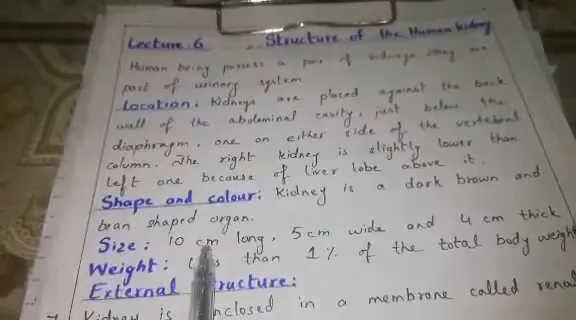 Lecture 6 Structure of the Human Kidney
Human being possess a pair of kidneys they are
part of urinary system
Location: Kidneys are placed against the back
wall of the abdominal cavity, just below the
diaphragm, one on either side of the vertebral
column. The right kidney is slightly lower than
left one because of liver lobe above it.
Shape and colour: Kidney is a dark brown and
bean shaped organ.
Size: 10 cm long, 5 cm wide and 4 cm thick
Weight: than 1% of the total body weight
External
Kidney is in a membrane called renal